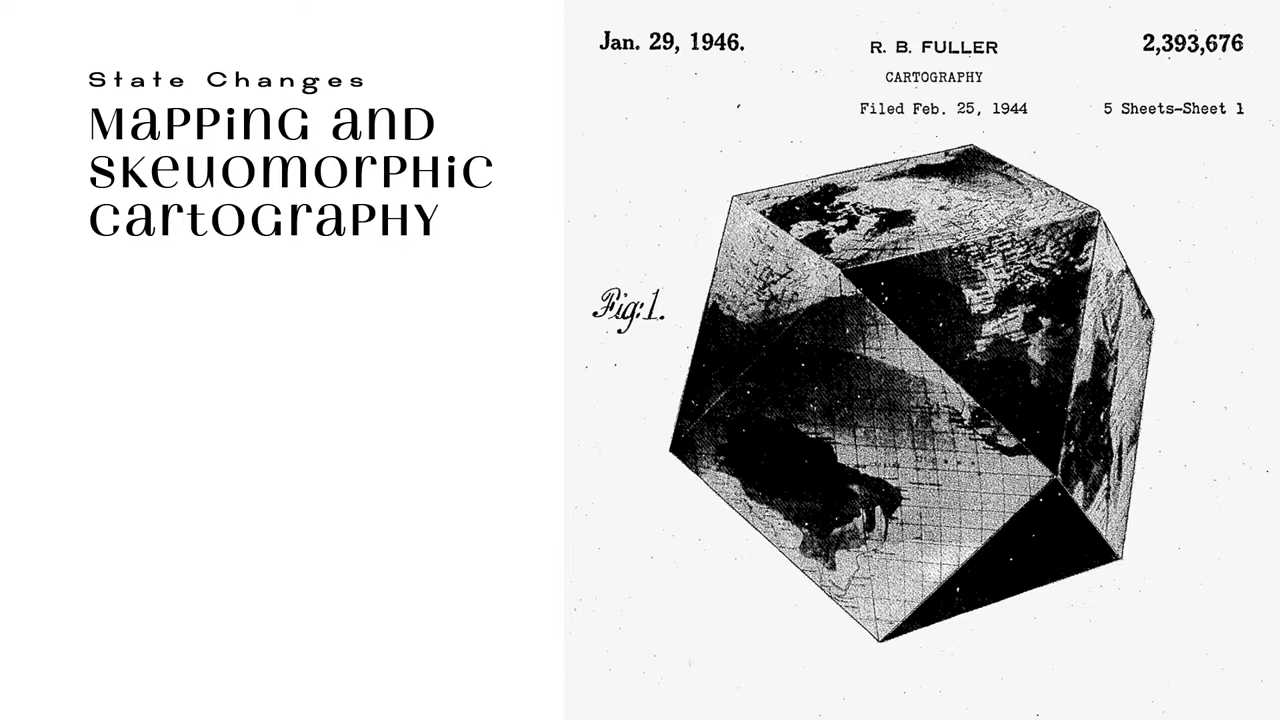 State Changes
Mapping and
Skeuomorphic
Cartography
Jan. 29, 1946.
R. B. FULLER
2,393,676
CARTOGRAPHY
Filed Feb. 25, 1944
5 Sheets-Sheet 1
Fig:1.